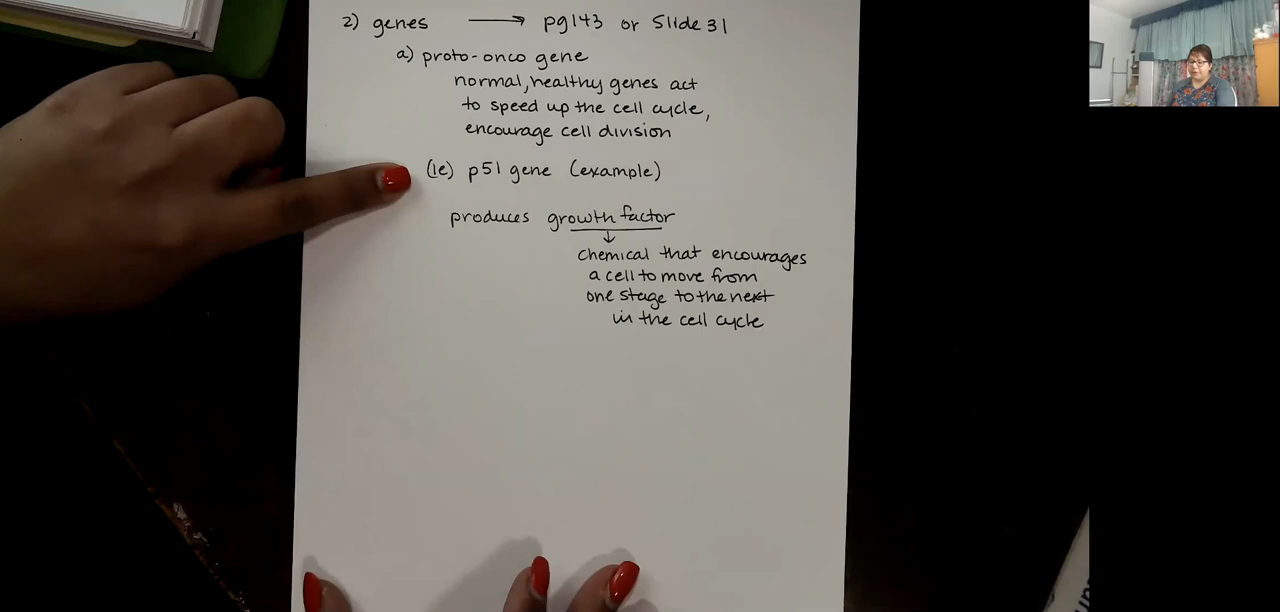 2) genes → pg143 or Slide 31
a) proto-onco gene
normal, healthy genes act
to speed up the cell cycle,
encourage cell division
(ie) p51 gene (example)
produces growth factor
↓
chemical that encourages
a cell to move from
one stage to the next
in the cell cycle